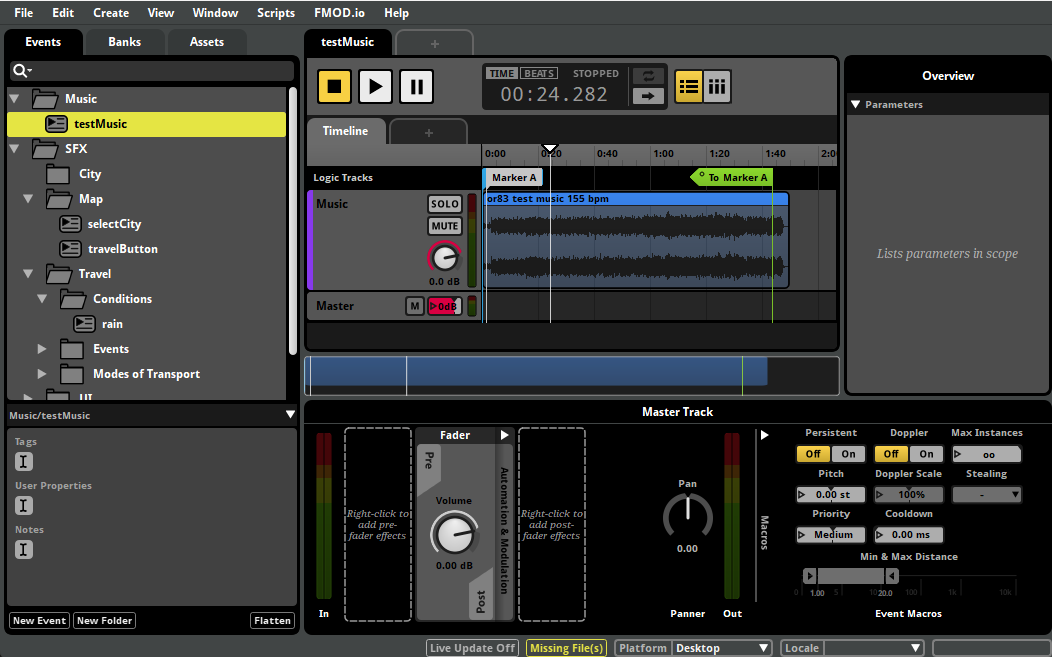 File Edit Create View Window Scripts FMOD.io Help
Events Banks Assets
testMusic +
TIME BEATS STOPPED
00:24.282
Overview
Parameters
Lists parameters in scope
Music
testMusic
SFX
City
Map
selectCity
travelButton
Travel
Conditions
rain
Events
Modes of Transport
UI
Timeline +
0:00 0:20 0:40 1:00 1:20 1:40 2:0
Logic Tracks
Marker A To Marker A
Music SOLO
MUTE
0.0 dB
or83 test music 155 bpm
Master M 0dB
Music/testMusic
Tags
User Properties
Notes
New Event New Folder Flatten
Master Track
In
Right-click to
add pre-
fader effects
Fader
Pre
Volume
0.00 dB
Post
Automation & Modulation
Right-click to
add post-
fader effects
Pan
0.00
Panner
Out
Macros
Persistent Doppler Max Instances
Off On Off On oo
Pitch Doppler Scale Stealing
0.00 st 100% -
Priority Cooldown
Medium 0.00 ms
Min & Max Distance
0 1.00 5 20.0 100 1k 10k
Event Macros
Live Update Off Missing File(s) Platform Desktop Locale